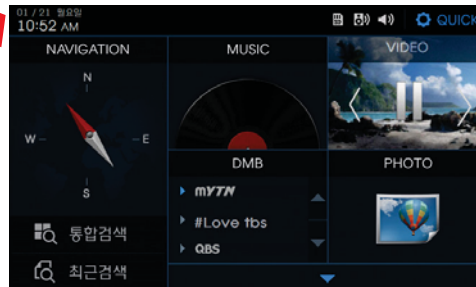 01 / 21 월요일
10:52 AM
QUICK
NAVIGATION
MUSIC
VIDEO
N
W
E
S
DMB
PHOTO
mYTN
#Love tbs
QBS
통합검색
최근검색